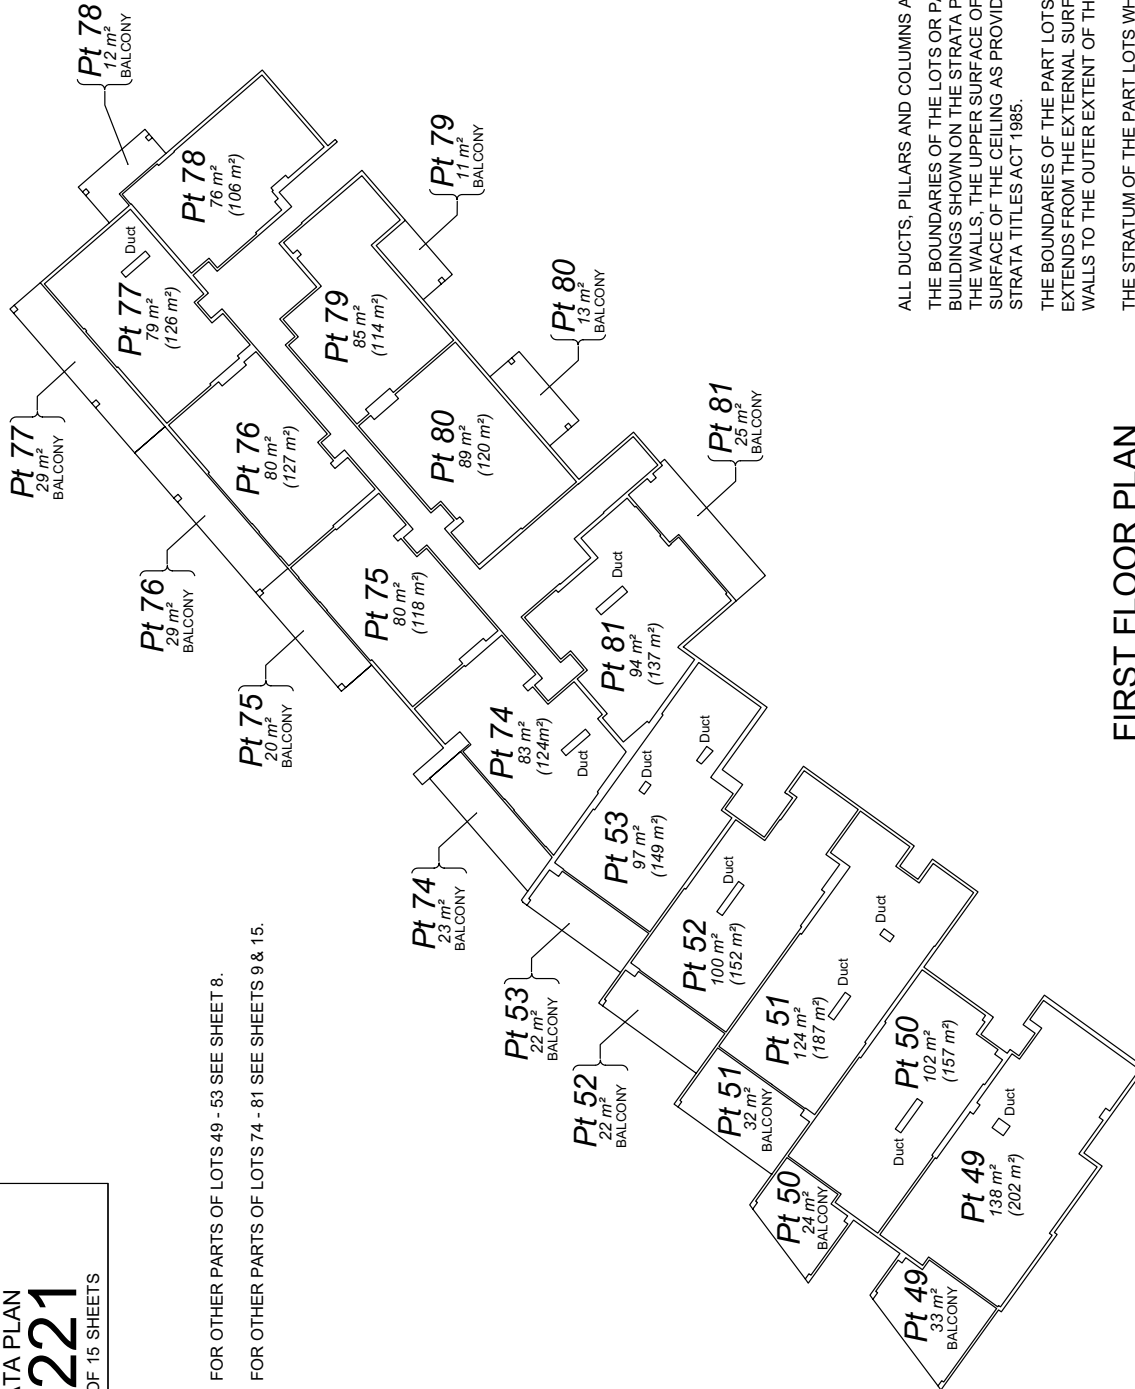 ATA PLAN
221
OF 15 SHEETS
FOR OTHER PARTS OF LOTS 49 - 53 SEE SHEET 8.
FOR OTHER PARTS OF LOTS 74 - 81 SEE SHEETS 9 & 15.
Pt 49
33 m²
BALCONY
Pt 50
24 m²
BALCONY
Pt 51
32 m²
BALCONY
Pt 52
22 m²
BALCONY
Pt 53
22 m²
BALCONY
Pt 74
23 m²
BALCONY
Pt 75
20 m²
BALCONY
Pt 76
29 m²
BALCONY
Pt 77
29 m²
BALCONY
Pt 78
12 m²
BALCONY
Pt 79
11 m²
BALCONY
Pt 80
13 m²
BALCONY
Pt 81
25 m²
BALCONY
Pt 49
138 m²
(202 m²)
Duct
Pt 50
102 m²
(157 m²)
Duct
Pt 51
124 m²
(187 m²)
Duct
Duct
Pt 52
100 m²
(152 m²)
Duct
Pt 53
97 m²
(149 m²)
Duct
Duct
Pt 74
83 m²
(124m²)
Duct
Pt 75
80 m²
(118 m²)
Pt 76
80 m²
(127 m²)
Pt 77
79 m²
(126 m²)
Duct
Pt 78
76 m²
(106 m²)
Pt 79
85 m²
(114 m²)
Pt 80
89 m²
(120 m²)
Pt 81
94 m²
(137 m²)
Duct
ALL DUCTS, PILLARS AND COLUMNS A
THE BOUNDARIES OF THE LOTS OR PA
BUILDINGS SHOWN ON THE STRATA P
THE WALLS, THE UPPER SURFACE OF
SURFACE OF THE CEILING AS PROVID
STRATA TITLES ACT 1985.
THE BOUNDARIES OF THE PART LOTS
EXTENDS FROM THE EXTERNAL SURF
WALLS TO THE OUTER EXTENT OF TH
THE STRATUM OF THE PART LOTS WH
FIRST FLOOR PLAN